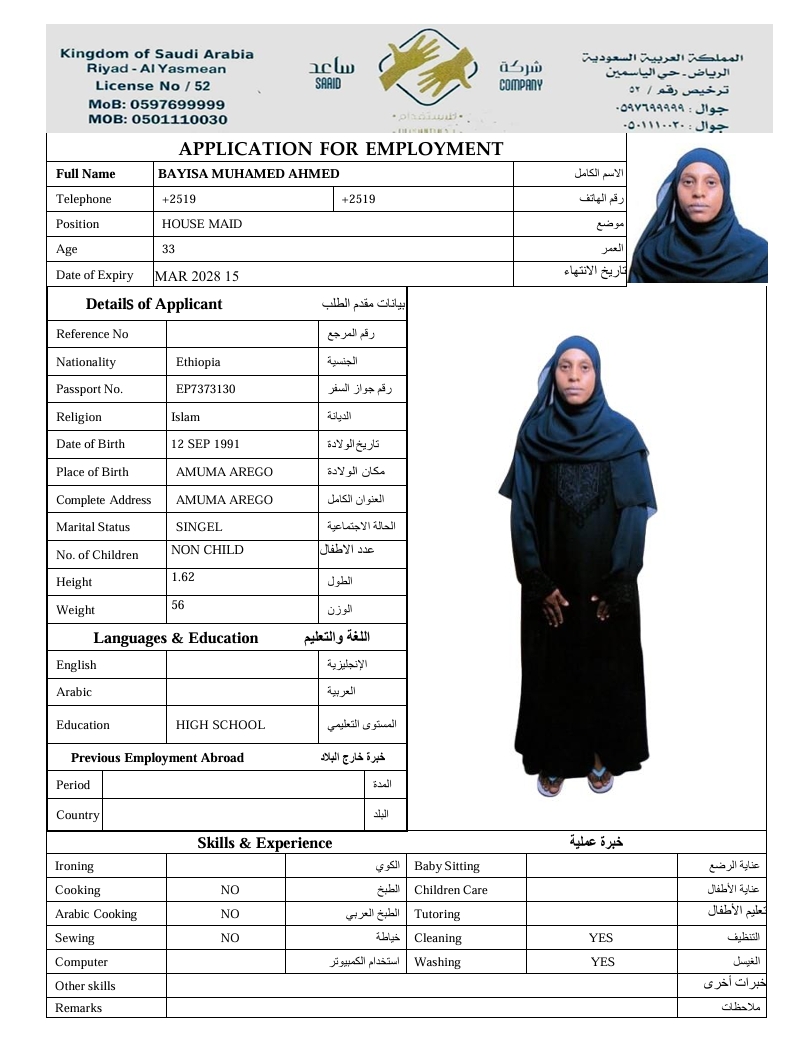 Kingdom of Saudi Arabia
Riyad - Al Yasmean
License No / 52
MoB: 0597699999
MOB: 0501110030
ساعد
SAAID
شركة
COMPANY
للاستقدام
المملكة العربية السعودية
الرياض - حي الياسمين
ترخيص رقم / ٥٢
جوال : ٠٥٩٧٦٩٩٩٩٩
جوال : ٠٥٠١١١٠٠٣٠
APPLICATION FOR EMPLOYMENT
Full Name BAYISA MUHAMED AHMED الاسم الكامل
Telephone +2519 +2519 رقم الهاتف
Position HOUSE MAID موضع
Age 33 العمر
Date of Expiry MAR 2028 15 تاريخ الانتهاء
Details of Applicant بيانات مقدم الطلب
Reference No رقم المرجع
Nationality Ethiopia الجنسية
Passport No. EP7373130 رقم جواز السفر
Religion Islam الديانة
Date of Birth 12 SEP 1991 تاريخ الولادة
Place of Birth AMUMA AREGO مكان الولادة
Complete Address AMUMA AREGO العنوان الكامل
Marital Status SINGEL الحالة الاجتماعية
No. of Children NON CHILD عدد الاطفال
Height 1.62 الطول
Weight 56 الوزن
Languages & Education اللغة والتعليم
English الإنجليزية
Arabic العربية
Education HIGH SCHOOL المستوى التعليمي
Previous Employment Abroad خبرة خارج البلاد
Period المدة
Country البلد
Skills & Experience خبرة عملية
Ironing الكوي Baby Sitting عناية الرضع
Cooking NO الطبخ Children Care عناية الأطفال
Arabic Cooking NO الطبخ العربي Tutoring تعليم الأطفال
Sewing NO خياطة Cleaning YES التنظيف
Computer استخدام الكمبيوتر Washing YES الغيسل
Other skills خبرات أخرى
Remarks ملاحظات